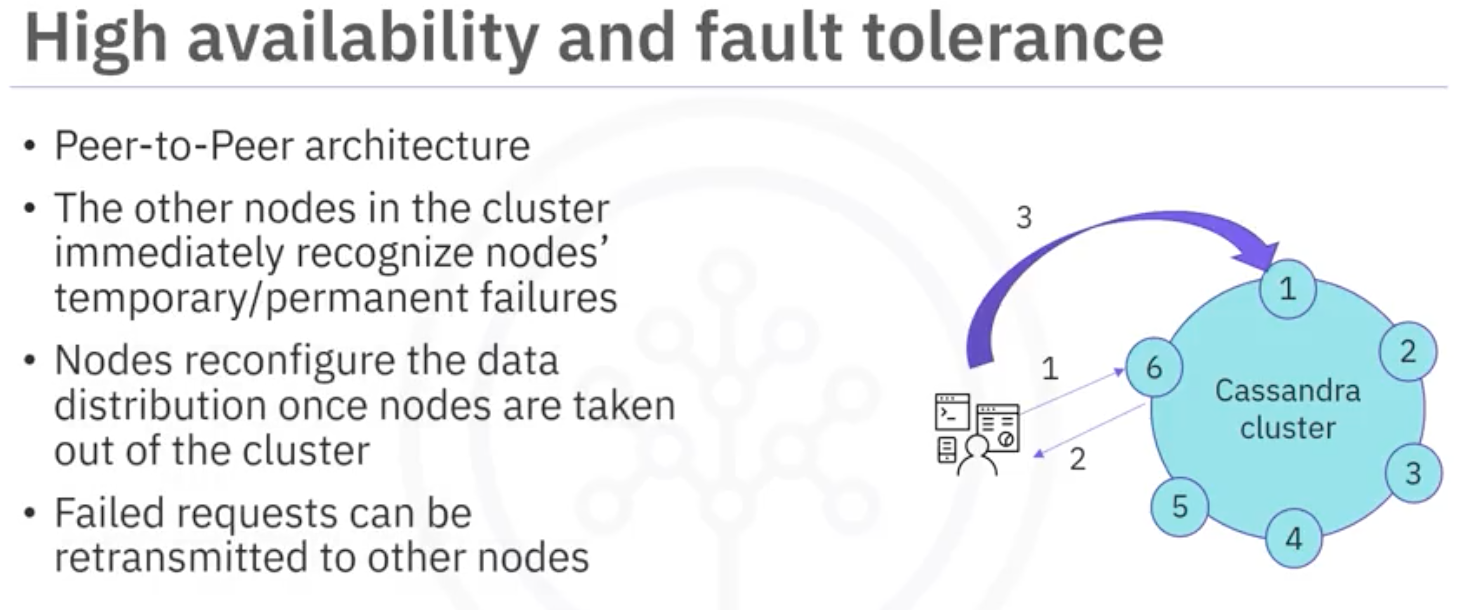 High availability and fault tolerance
• Peer-to-Peer architecture
• The other nodes in the cluster
immediately recognize nodes’
temporary/permanent failures
• Nodes reconfigure the data
distribution once nodes are taken
out of the cluster
• Failed requests can be
retransmitted to other nodes
3
1
2
1
2
3
4
5
6
Cassandra
cluster